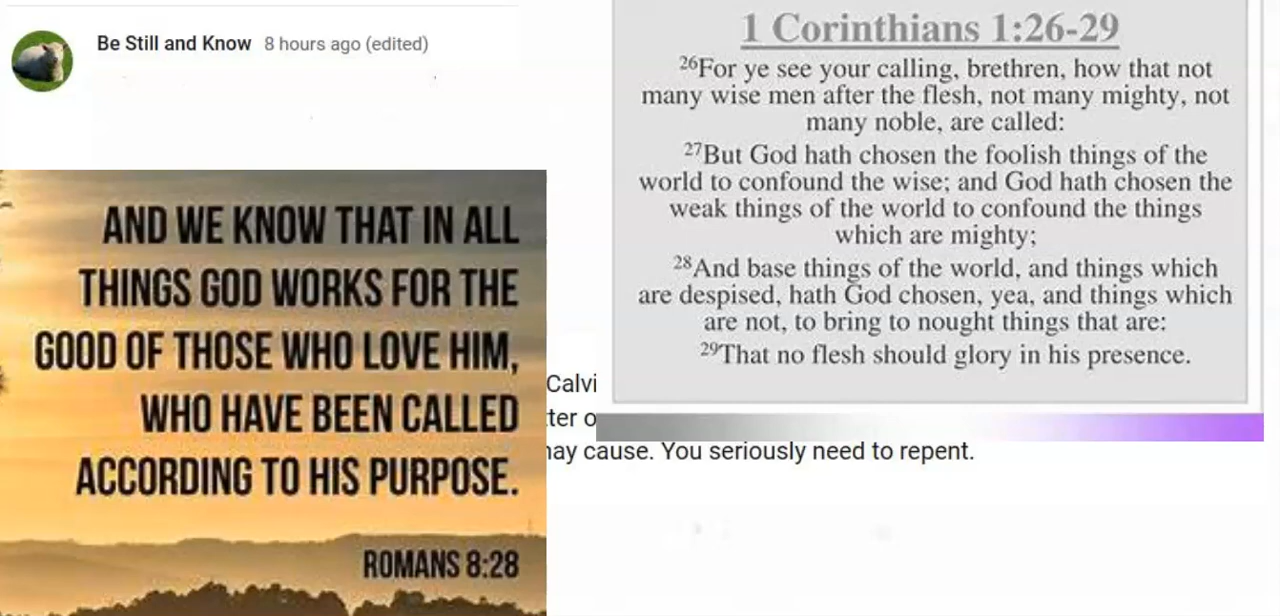 Be Still and Know 8 hours ago (edited)
AND WE KNOW THAT IN ALL
THINGS GOD WORKS FOR THE
GOOD OF THOSE WHO LOVE HIM,
WHO HAVE BEEN CALLED
ACCORDING TO HIS PURPOSE.
ROMANS 8:28
1 Corinthians 1:26-29
26For ye see your calling, brethren, how that not
many wise men after the flesh, not many mighty, not
many noble, are called:
27But God hath chosen the foolish things of the
world to confound the wise; and God hath chosen the
weak things of the world to confound the things
which are mighty;
28And base things of the world, and things which
are despised, hath God chosen, yea, and things which
are not, to bring to nought things that are:
29That no flesh should glory in his presence.
Calvi
ter o
ay cause. You seriously need to repent.